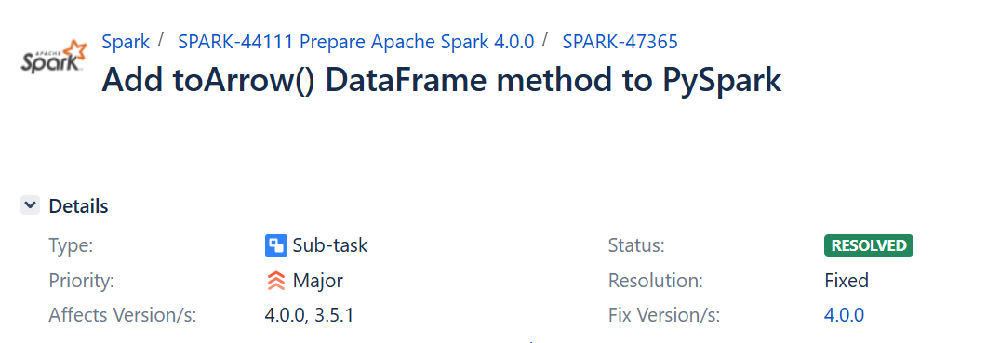 APACHE
Spark
Spark / SPARK-44111 Prepare Apache Spark 4.0.0 / SPARK-47365
Add toArrow() DataFrame method to PySpark
Details
Type: Sub-task Status: RESOLVED
Priority: Major Resolution: Fixed
Affects Version/s: 4.0.0, 3.5.1 Fix Version/s: 4.0.0